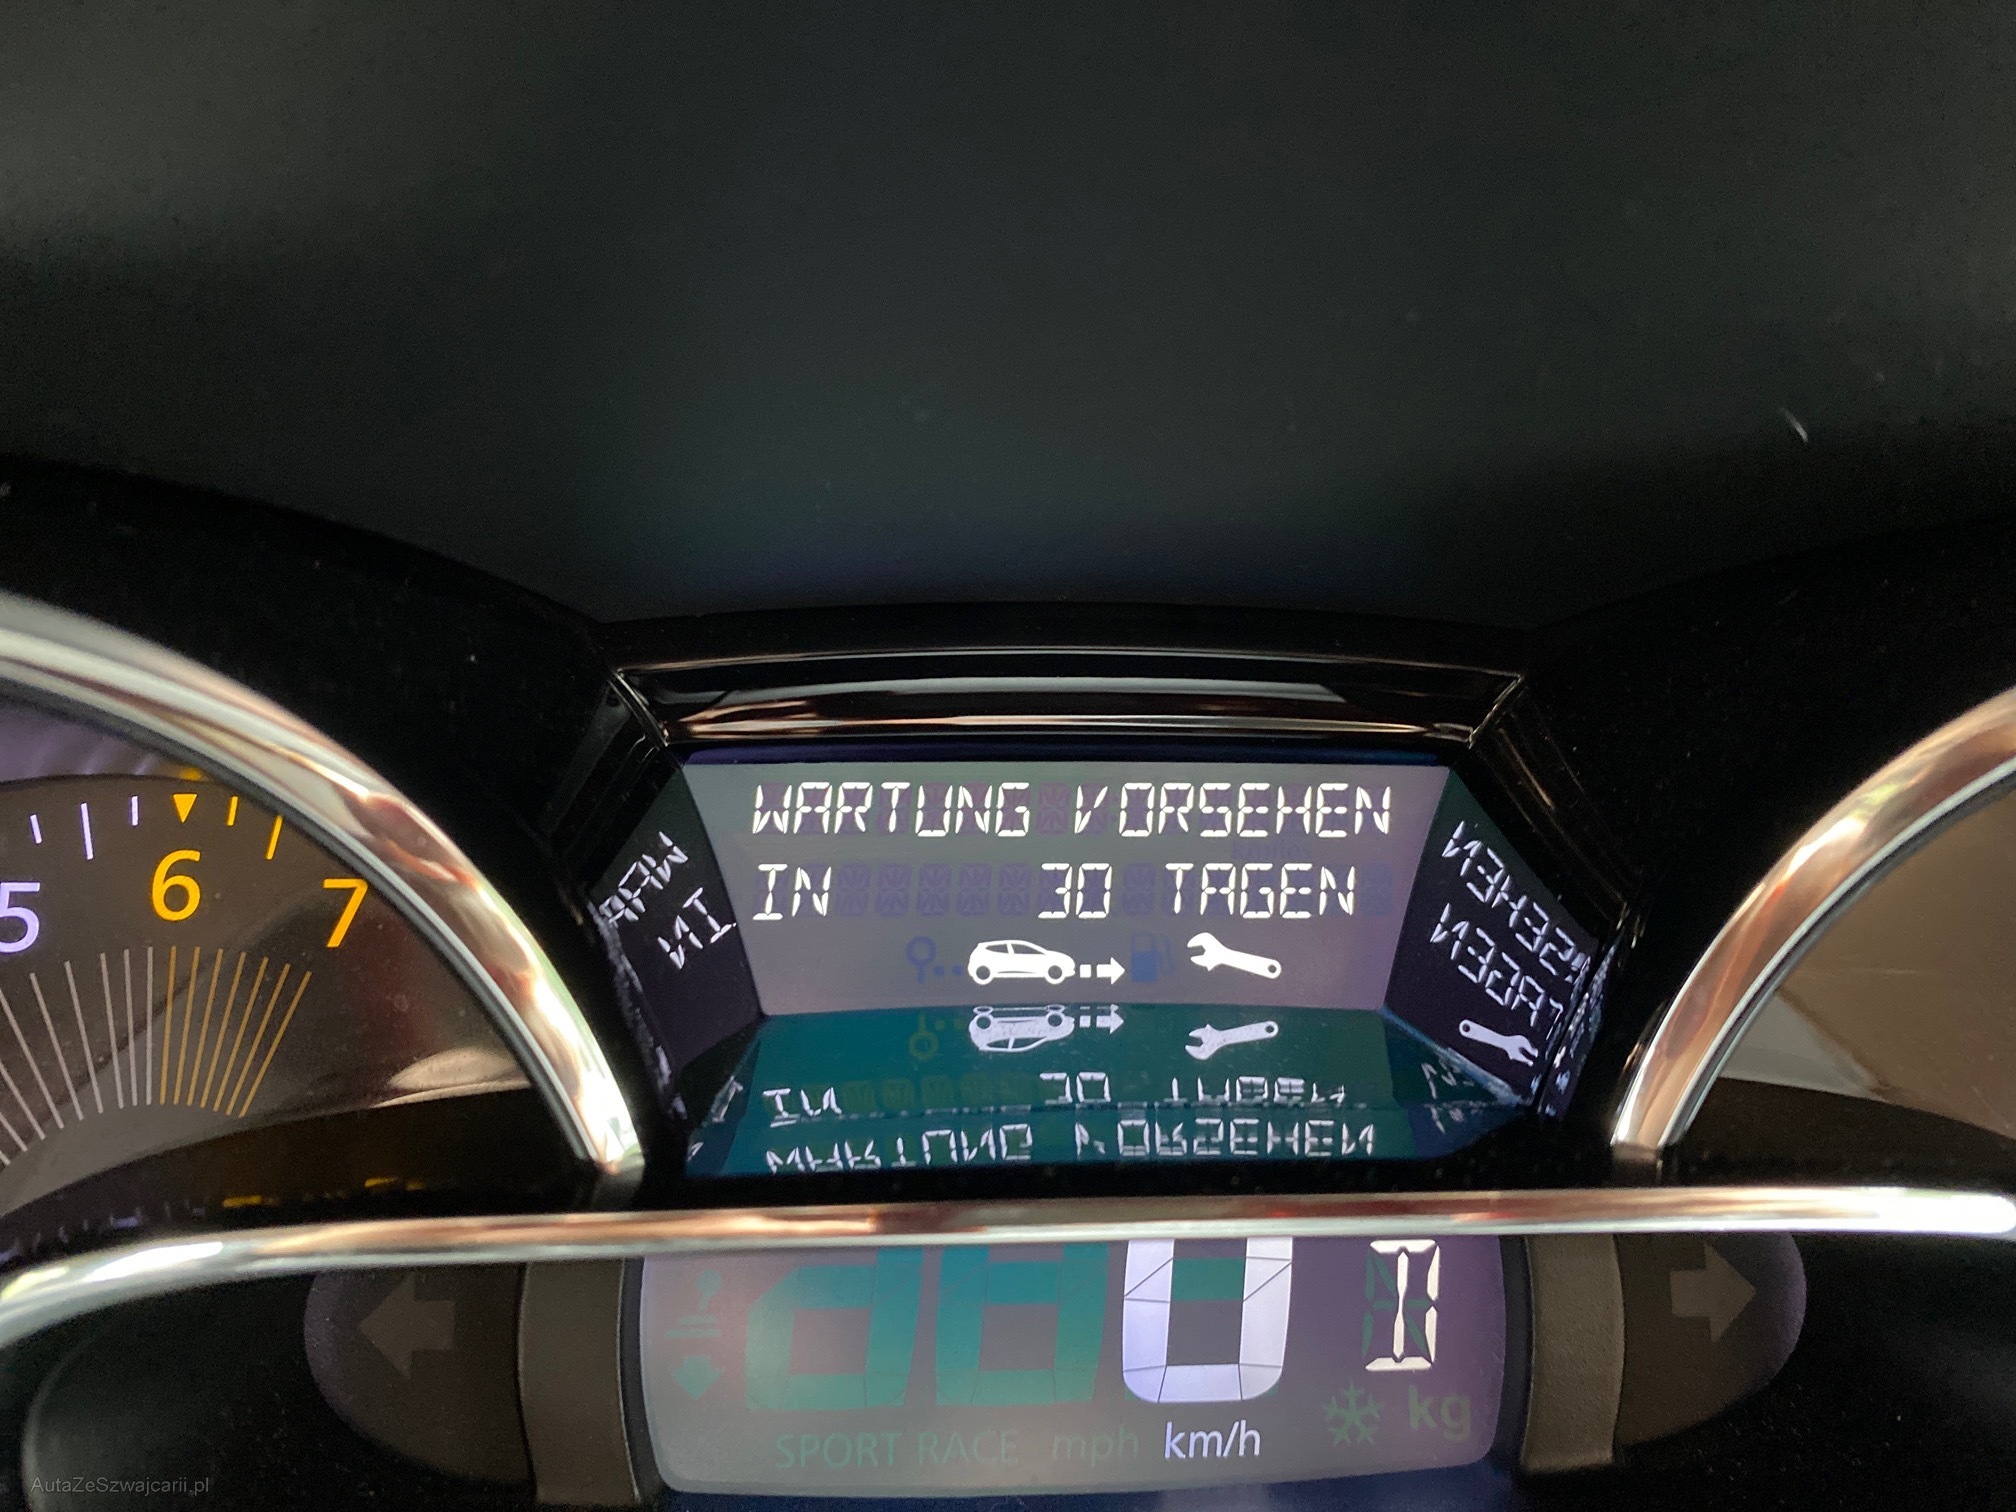 WARTUNG VORSEHEN
IN 30 TAGEN
5 6 7
0 D
SPORT RACE mph km/h kg
AutaZeSzwajcarii.pl